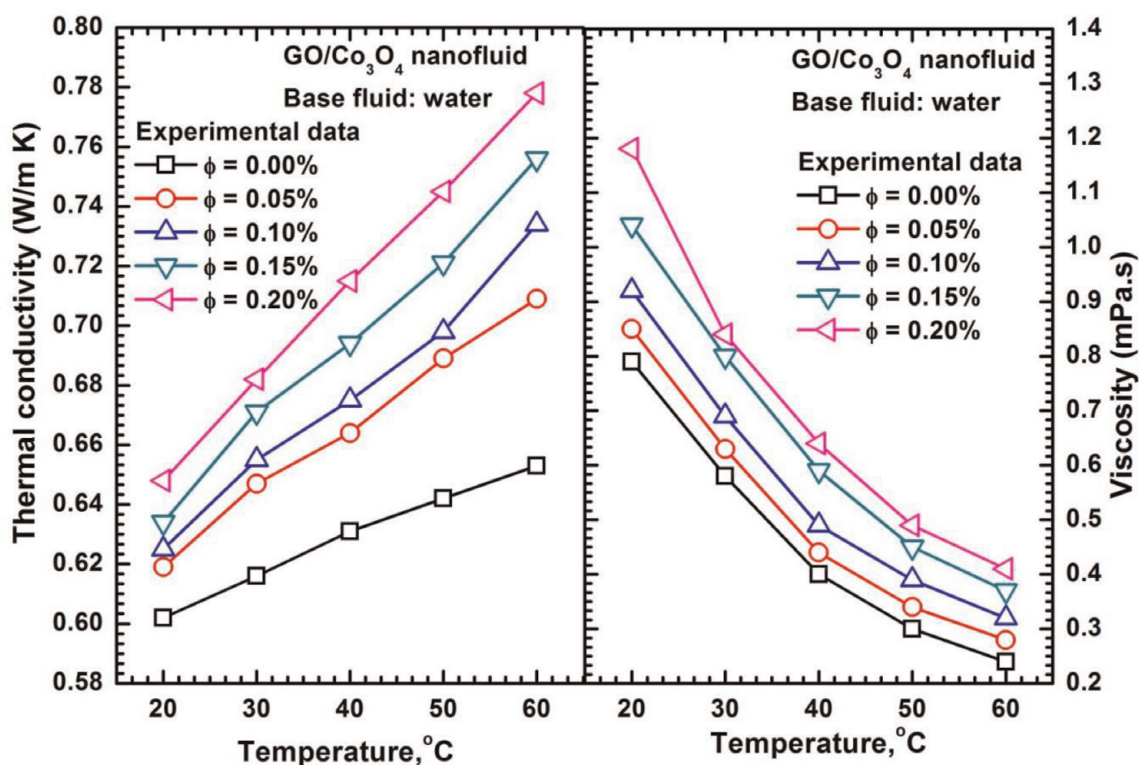 Thermal conductivity (W/m K)
0.80
0.78
0.76
0.74
0.72
0.70
0.68
0.66
0.64
0.62
0.60
0.58
GO/Co₃O₄ nanofluid
Base fluid: water
Experimental data
ϕ = 0.00%
ϕ = 0.05%
ϕ = 0.10%
ϕ = 0.15%
ϕ = 0.20%
20 30 40 50 60
Temperature,°C
GO/Co₃O₄ nanofluid
Base fluid: water
Experimental data
ϕ = 0.00%
ϕ = 0.05%
ϕ = 0.10%
ϕ = 0.15%
ϕ = 0.20%
20 30 40 50 60
Temperature,°C
1.4
1.3
1.2
1.1
1.0
0.9
0.8
0.7
0.6
0.5
0.4
0.3
0.2
Viscosity (mPa.s)